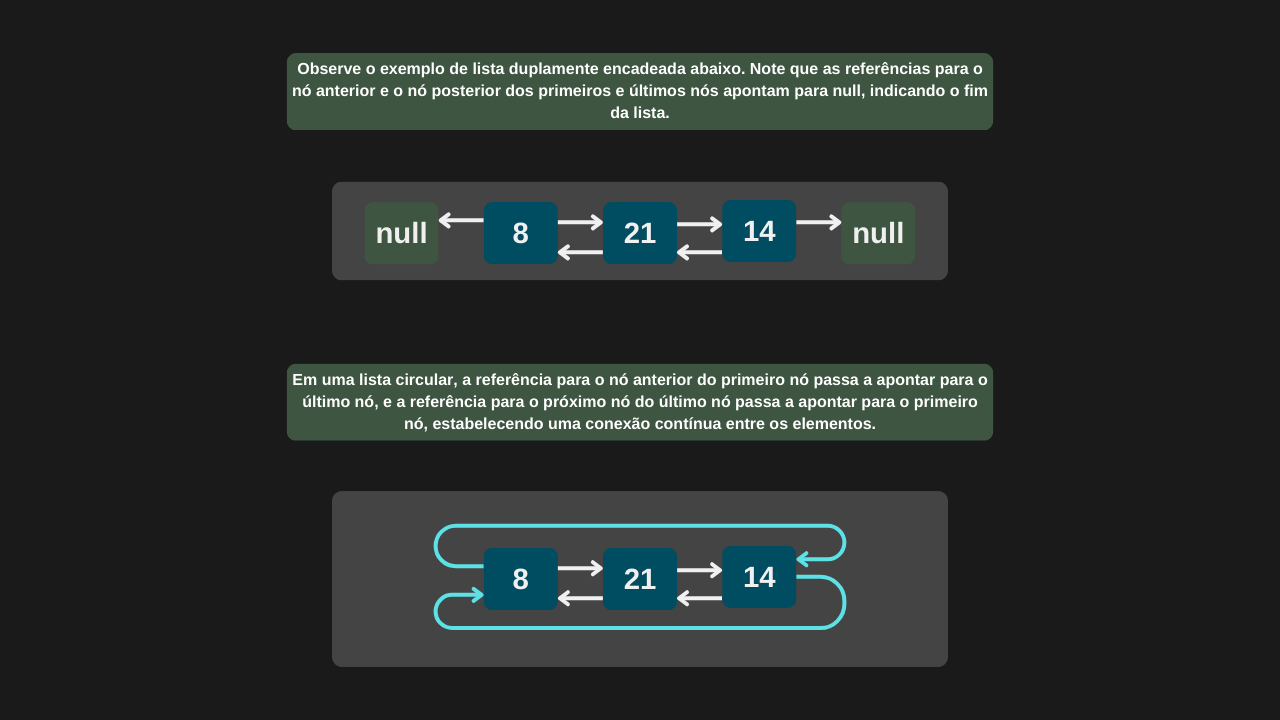 Observe o exemplo de lista duplamente encadeada abaixo. Note que as referências para o
nó anterior e o nó posterior dos primeiros e últimos nós apontam para null, indicando o fim
da lista.
null 8 21 14 null
Em uma lista circular, a referência para o nó anterior do primeiro nó passa a apontar para o
último nó, e a referência para o próximo nó do último nó passa a apontar para o primeiro
nó, estabelecendo uma conexão contínua entre os elementos.
8 21 14